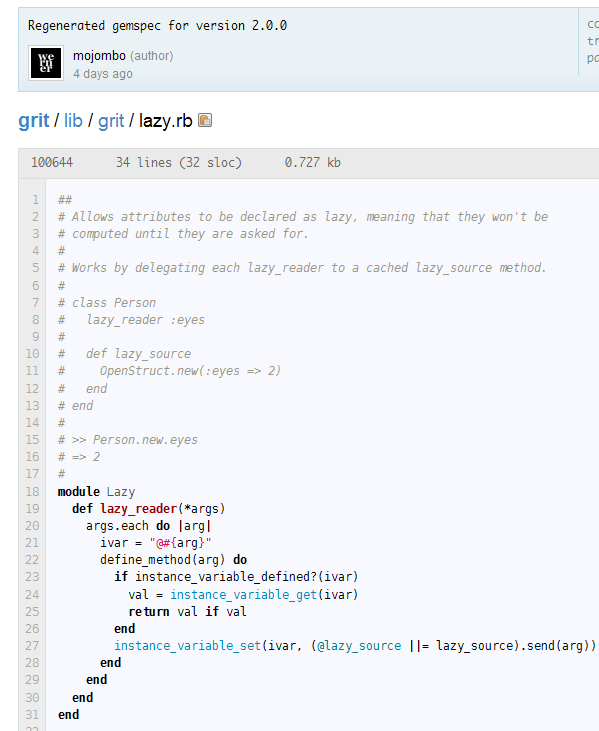 Regenerated gemspec for version 2.0.0
we
rn
er
mojombo (author)
4 days ago
grit / lib / grit / lazy.rb
100644 34 lines (32 sloc) 0.727 kb
1 ##
2 # Allows attributes to be declared as lazy, meaning that they won't be
3 # computed until they are asked for.
4 #
5 # Works by delegating each lazy_reader to a cached lazy_source method.
6 #
7 # class Person
8 #   lazy_reader :eyes
9 #
10 #   def lazy_source
11 #     OpenStruct.new(:eyes => 2)
12 #   end
13 # end
14 #
15 # >> Person.new.eyes
16 # => 2
17 #
18 module Lazy
19   def lazy_reader(*args)
20     args.each do |arg|
21       ivar = "@#{arg}"
22       define_method(arg) do
23         if instance_variable_defined?(ivar)
24           val = instance_variable_get(ivar)
25           return val if val
26         end
27         instance_variable_set(ivar, (@lazy_source ||= lazy_source).send(arg))
28       end
29     end
30   end
31 end